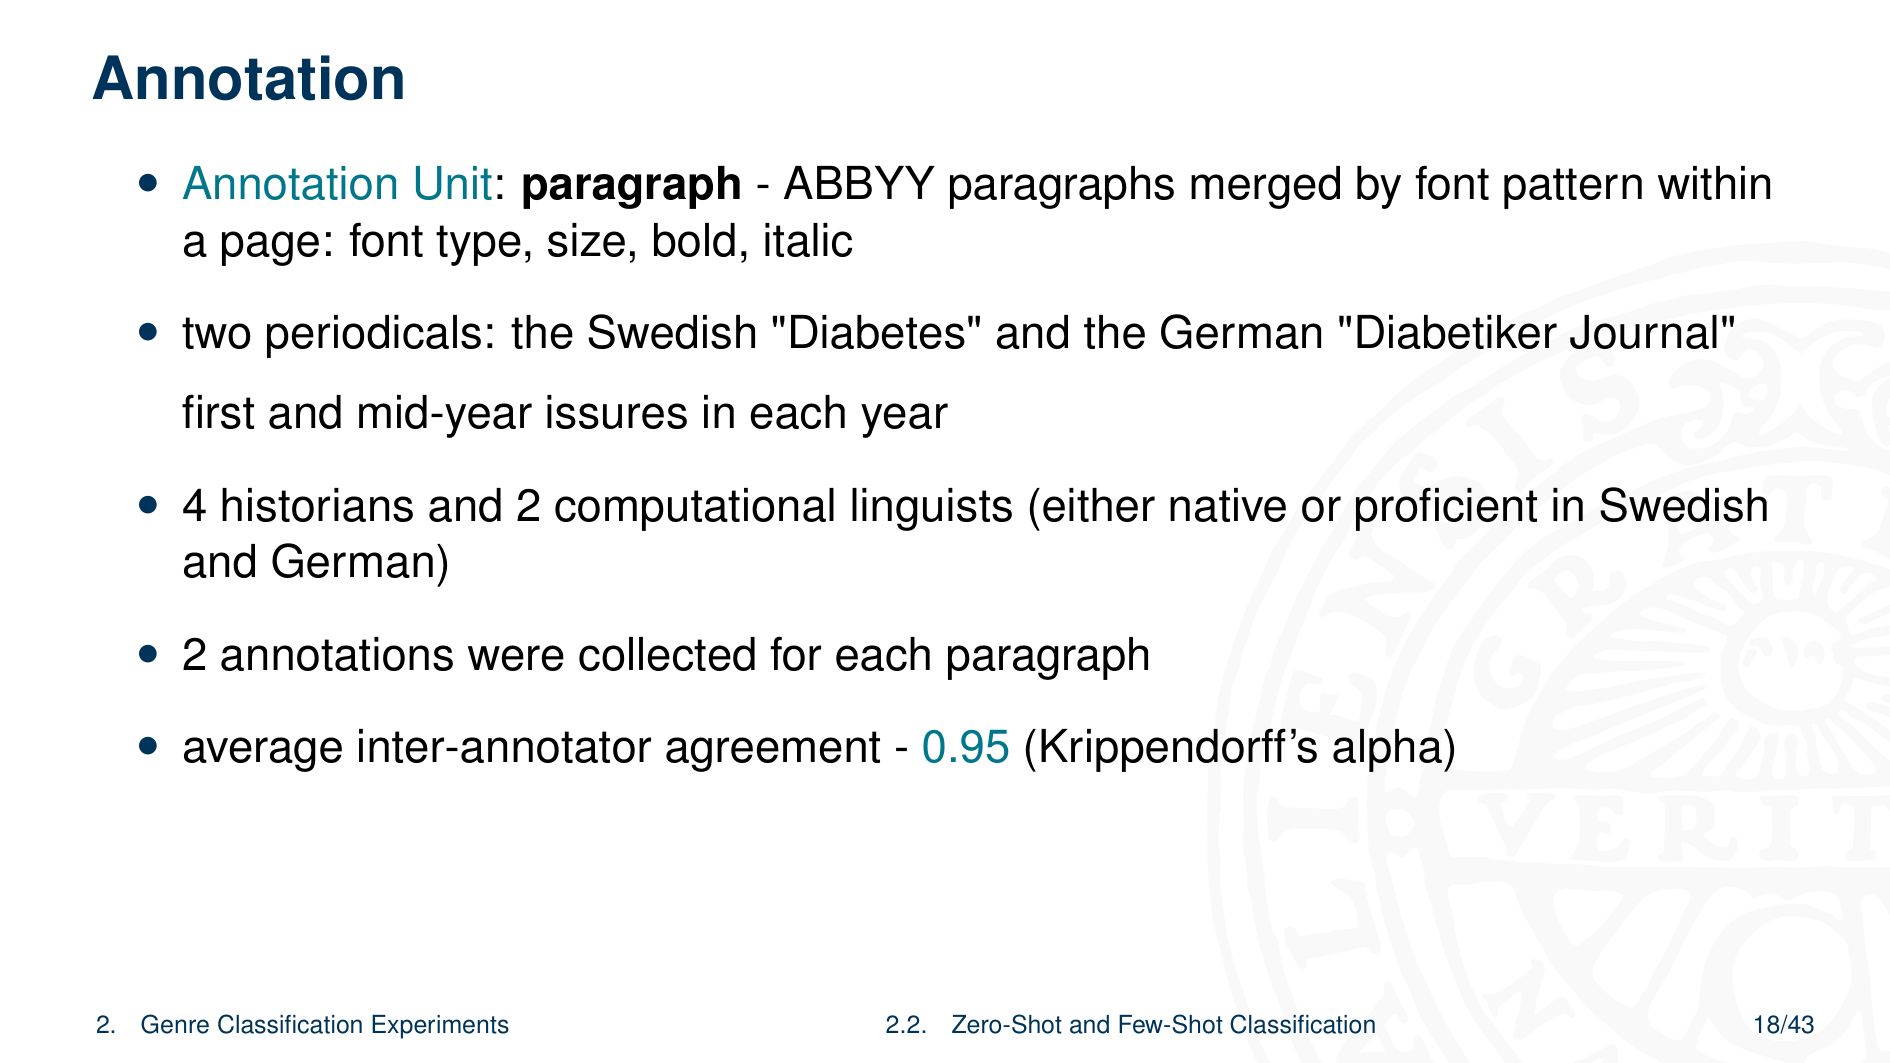 Annotation
• Annotation Unit: paragraph - ABBYY paragraphs merged by font pattern within
a page: font type, size, bold, italic
• two periodicals: the Swedish "Diabetes" and the German "Diabetiker Journal"
first and mid-year issures in each year
• 4 historians and 2 computational linguists (either native or proficient in Swedish
and German)
• 2 annotations were collected for each paragraph
• average inter-annotator agreement - 0.95 (Krippendorff’s alpha)
2. Genre Classification Experiments 2.2. Zero-Shot and Few-Shot Classification 18/43